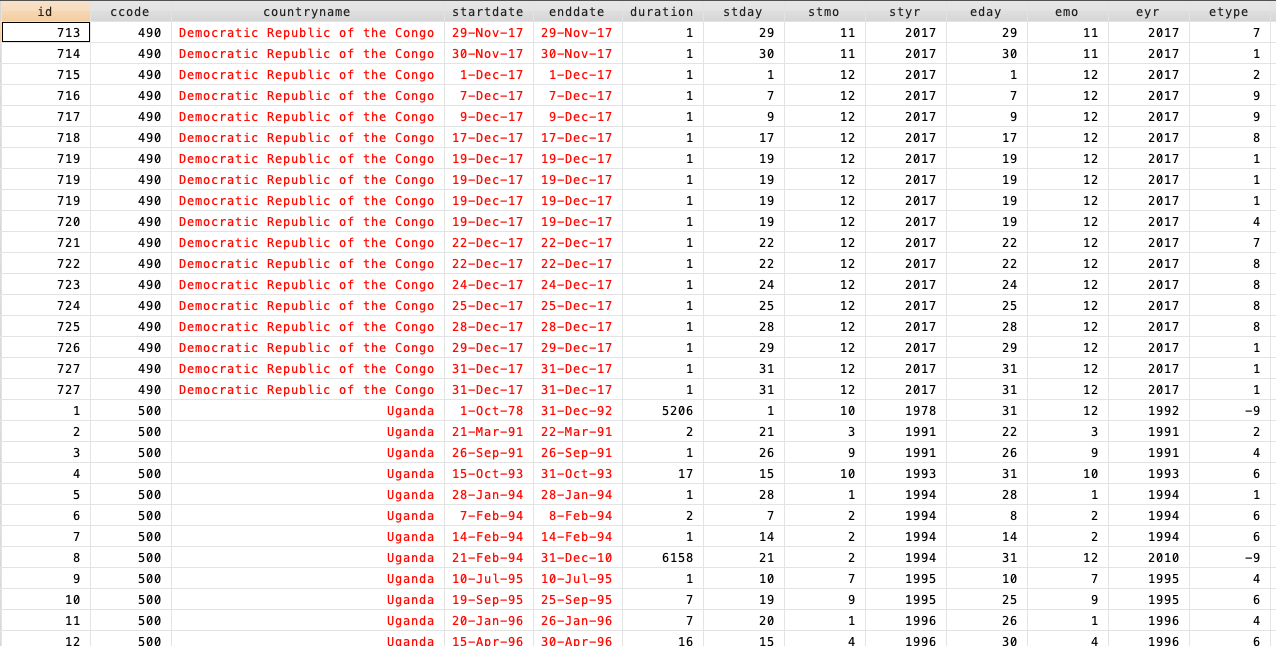 id ccode countryname startdate enddate duration stday stmo styr eday emo eyr etype
713 490 Democratic Republic of the Congo 29-Nov-17 29-Nov-17 1 29 11 2017 29 11 2017 7
714 490 Democratic Republic of the Congo 30-Nov-17 30-Nov-17 1 30 11 2017 30 11 2017 1
715 490 Democratic Republic of the Congo 1-Dec-17 1-Dec-17 1 1 12 2017 1 12 2017 2
716 490 Democratic Republic of the Congo 7-Dec-17 7-Dec-17 1 7 12 2017 7 12 2017 9
717 490 Democratic Republic of the Congo 9-Dec-17 9-Dec-17 1 9 12 2017 9 12 2017 9
718 490 Democratic Republic of the Congo 17-Dec-17 17-Dec-17 1 17 12 2017 17 12 2017 8
719 490 Democratic Republic of the Congo 19-Dec-17 19-Dec-17 1 19 12 2017 19 12 2017 1
719 490 Democratic Republic of the Congo 19-Dec-17 19-Dec-17 1 19 12 2017 19 12 2017 1
719 490 Democratic Republic of the Congo 19-Dec-17 19-Dec-17 1 19 12 2017 19 12 2017 1
720 490 Democratic Republic of the Congo 19-Dec-17 19-Dec-17 1 19 12 2017 19 12 2017 4
721 490 Democratic Republic of the Congo 22-Dec-17 22-Dec-17 1 22 12 2017 22 12 2017 7
722 490 Democratic Republic of the Congo 22-Dec-17 22-Dec-17 1 22 12 2017 22 12 2017 8
723 490 Democratic Republic of the Congo 24-Dec-17 24-Dec-17 1 24 12 2017 24 12 2017 8
724 490 Democratic Republic of the Congo 25-Dec-17 25-Dec-17 1 25 12 2017 25 12 2017 8
725 490 Democratic Republic of the Congo 28-Dec-17 28-Dec-17 1 28 12 2017 28 12 2017 8
726 490 Democratic Republic of the Congo 29-Dec-17 29-Dec-17 1 29 12 2017 29 12 2017 1
727 490 Democratic Republic of the Congo 31-Dec-17 31-Dec-17 1 31 12 2017 31 12 2017 1
727 490 Democratic Republic of the Congo 31-Dec-17 31-Dec-17 1 31 12 2017 31 12 2017 1
1 500 Uganda 1-Oct-78 31-Dec-92 5206 1 10 1978 31 12 1992 -9
2 500 Uganda 21-Mar-91 22-Mar-91 2 21 3 1991 22 3 1991 2
3 500 Uganda 26-Sep-91 26-Sep-91 1 26 9 1991 26 9 1991 4
4 500 Uganda 15-Oct-93 31-Oct-93 17 15 10 1993 31 10 1993 6
5 500 Uganda 28-Jan-94 28-Jan-94 1 28 1 1994 28 1 1994 1
6 500 Uganda 7-Feb-94 8-Feb-94 2 7 2 1994 8 2 1994 6
7 500 Uganda 14-Feb-94 14-Feb-94 1 14 2 1994 14 2 1994 6
8 500 Uganda 21-Feb-94 31-Dec-10 6158 21 2 1994 31 12 2010 -9
9 500 Uganda 10-Jul-95 10-Jul-95 1 10 7 1995 10 7 1995 4
10 500 Uganda 19-Sep-95 25-Sep-95 7 19 9 1995 25 9 1995 6
11 500 Uganda 20-Jan-96 26-Jan-96 7 20 1 1996 26 1 1996 4
12 500 Uganda 15-Apr-96 30-Apr-96 16 15 4 1996 30 4 1996 6